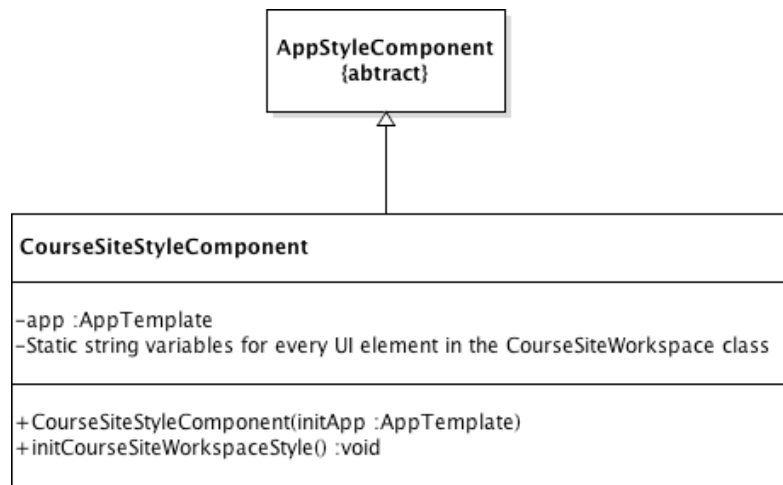 AppStyleComponent
{abtract}
CourseSiteStyleComponent
-app :AppTemplate
-Static string variables for every UI element in the CourseSiteWorkspace class
+CourseSiteStyleComponent(initApp :AppTemplate)
+initCourseSiteWorkspaceStyle() :void